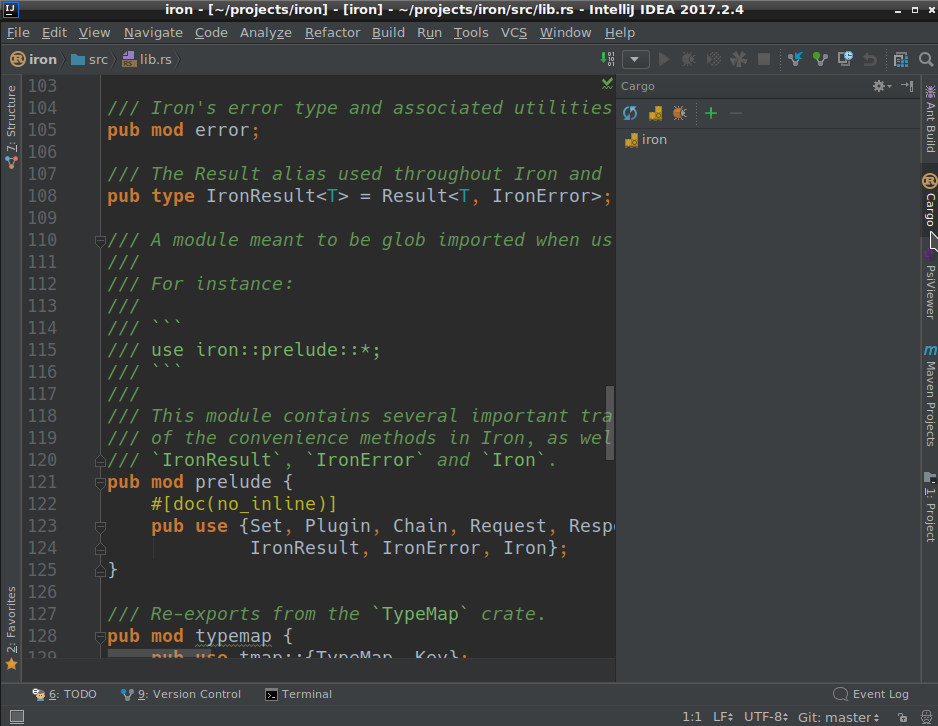 IJ iron - [~/projects/iron] - [iron] - ~/projects/iron/src/lib.rs - IntelliJ IDEA 2017.2.4
File Edit View Navigate Code Analyze Refactor Build Run Tools VCS Window Help
iron src lib.rs
7: Structure
2: Favorites
103
104 /// Iron's error type and associated utilities
105 pub mod error;
106
107 /// The Result alias used throughout Iron and
108 pub type IronResult<T> = Result<T, IronError>;
109
110 /// A module meant to be glob imported when us
111 ///
112 /// For instance:
113 ///
114 /// ```
115 /// use iron::prelude::*;
116 /// ```
117 ///
118 /// This module contains several important tra
119 /// of the convenience methods in Iron, as wel
120 /// `IronResult`, `IronError` and `Iron`.
121 pub mod prelude {
122 #[doc(no_inline)]
123 pub use {Set, Plugin, Chain, Request, Resp
124 IronResult, IronError, Iron};
125 }
126
127 /// Re-exports from the `TypeMap` crate.
128 pub mod typemap {
129 pub use tmap::{TypeMap, Key};
Cargo
iron
Ant Build
Cargo
PsiViewer
m Maven Projects
1: Project
6: TODO 9: Version Control Terminal Event Log
1:1 LF UTF-8 Git: master